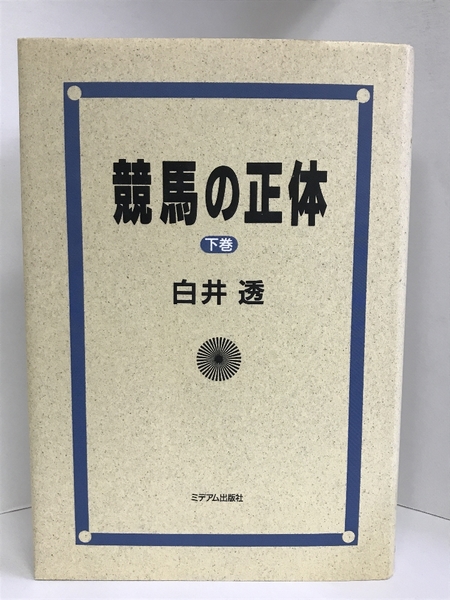 競馬の正体
下巻
白井 透
ミデアム出版社